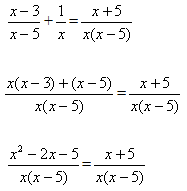 (x-3)/(x-5) + 1/x = (x+5)/(x(x-5))
(x(x-3)+(x-5))/(x(x-5)) = (x+5)/(x(x-5))
(x²-2x-5)/(x(x-5)) = (x+5)/(x(x-5))